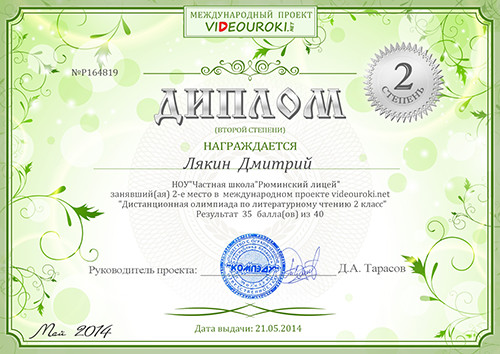 МЕЖДУНАРОДНЫЙ ПРОЕКТ
VIDEOUROKI.net
№P164819
2
СТЕПЕНЬ
ДИПЛОМ
(ВТОРОЙ СТЕПЕНИ)
НАГРАЖДАЕТСЯ
Лякин Дмитрий
НОУ"Частная школа"Рюминский лицей"
занявший(ая) 2-е место в международном проекте videouroki.net
"Дистанционная олимпиада по литературному чтению 2 класс"
Результат 35 балла(ов) из 40
Руководитель проекта:
"КОМПЭДУ"
Д.А. Тарасов
Май 2014
Дата выдачи: 21.05.2014